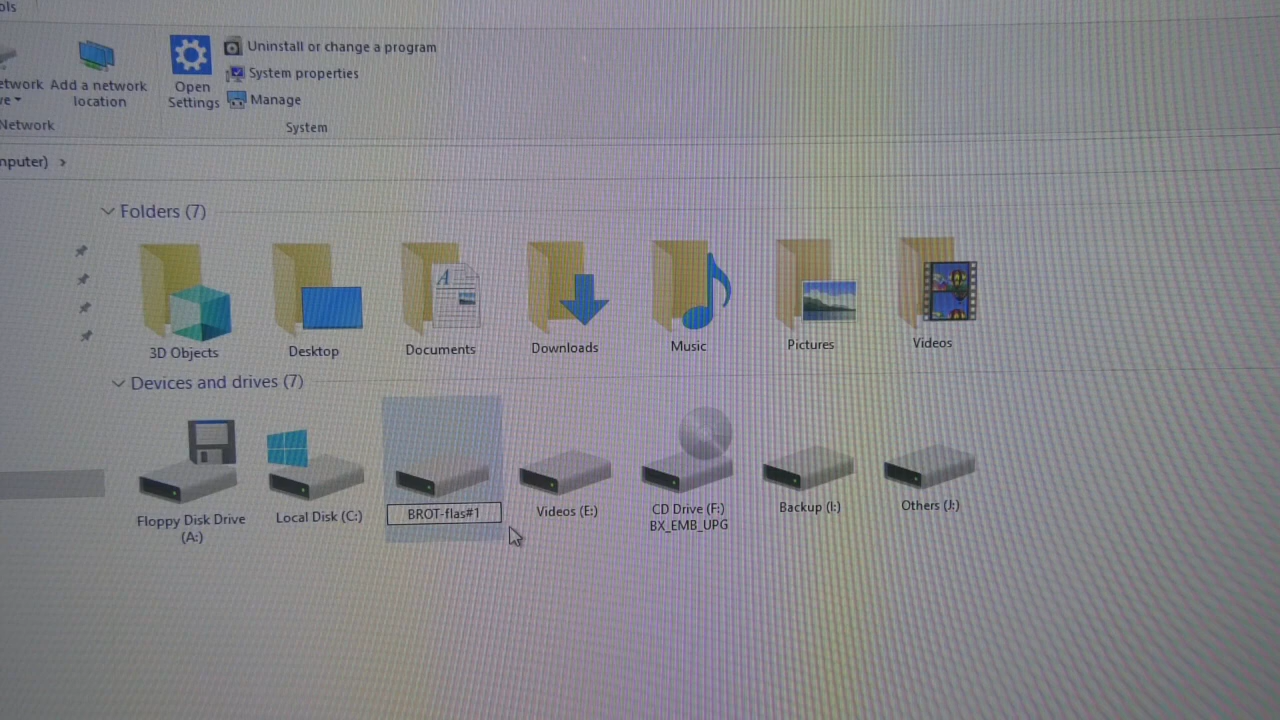 ols
etwork
ve
Add a network
location
Open
Settings
Uninstall or change a program
System properties
Manage
Network
System
mputer)
Folders (7)
3D Objects
Desktop
Documents
Downloads
Music
Pictures
Videos
Devices and drives (7)
Floppy Disk Drive
(A:)
Local Disk (C:)
BROT-flas#1
Videos (E:)
CD Drive (F:)
BX_EMB_UPG
Backup (I:)
Others (J:)